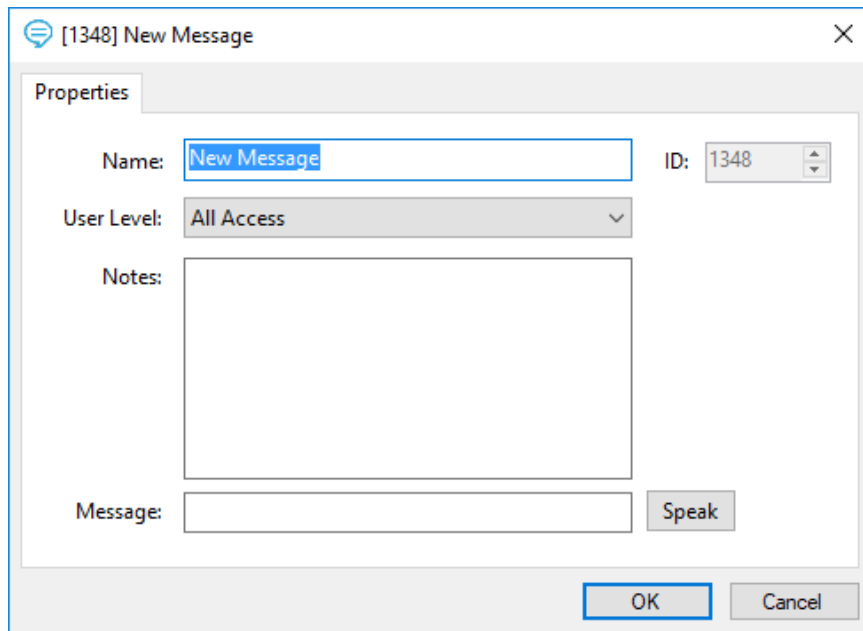 [1348] New Message
Properties
Name: New Message ID: 1348
User Level: All Access
Notes:
Message: Speak
OK Cancel